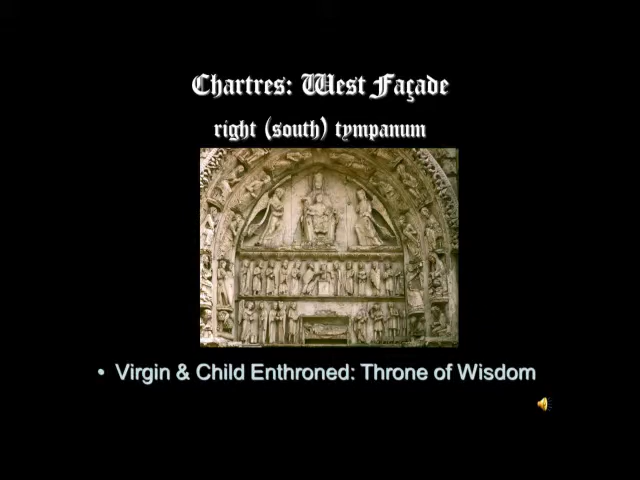 Chartres: West Façade
right (south) tympanum
• Virgin & Child Enthroned: Throne of Wisdom